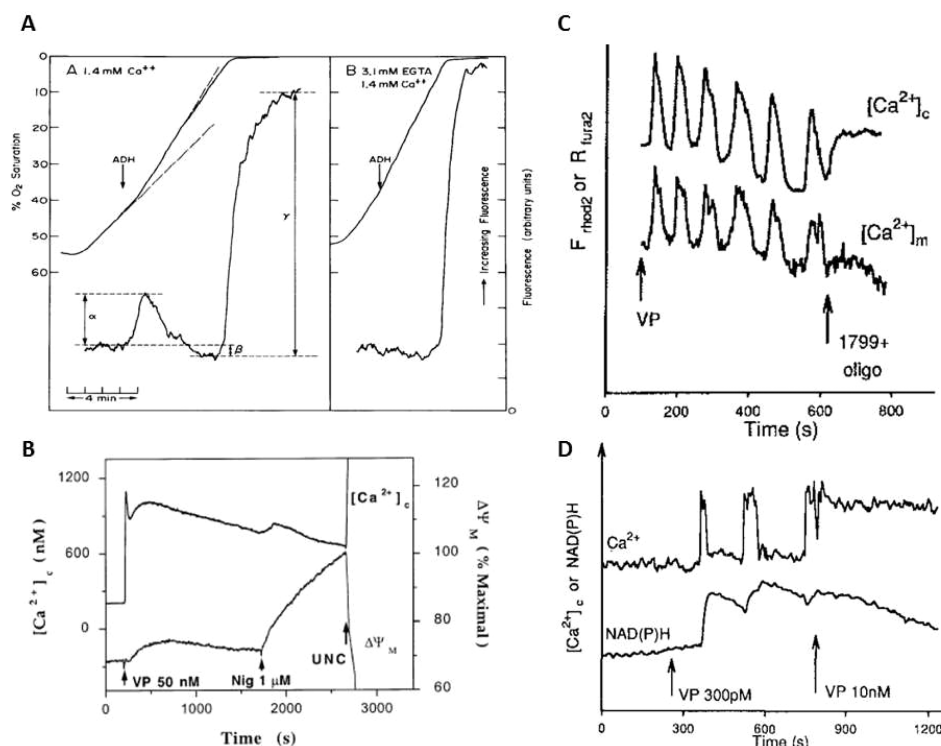 A
A 1.4 mM Ca++
B 3.1 mM EGTA
1.4 mM Ca++
% O2 Saturation
0
10
20
30
40
50
60
ADH
ADH
α
β
γ
4 min
Increasing Fluorescence
Fluorescence (arbitrary units)
0
B
[Ca2+]c (nM)
1200
600
0
[Ca2+]c
ΔΨM
UNC
VP 50 nM
Nig 1 μM
120
100
80
60
ΔΨM (% Maximal)
0 1000 2000 3000
Time (s)
C
Frhod2 or Rfura2
[Ca2+]c
[Ca2+]m
VP
1799+
oligo
0 200 400 600 800
Time (s)
D
[Ca2+]c or NAD(P)H
Ca2+
NAD(P)H
VP 300pM
VP 10nM
0 300 600 900 1200
Time (s)